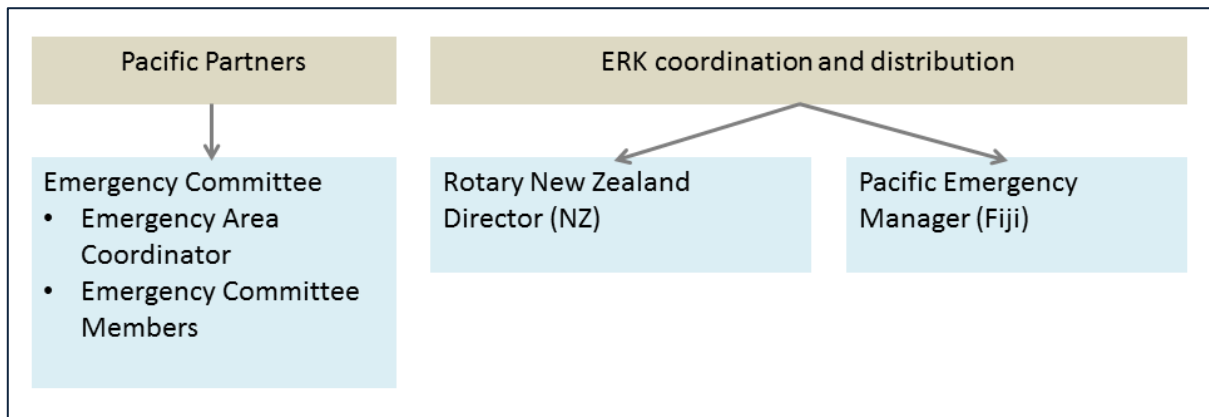 Pacific Partners
ERK coordination and distribution
Emergency Committee
• Emergency Area
Coordinator
• Emergency Committee
Members
Rotary New Zealand
Director (NZ)
Pacific Emergency
Manager (Fiji)